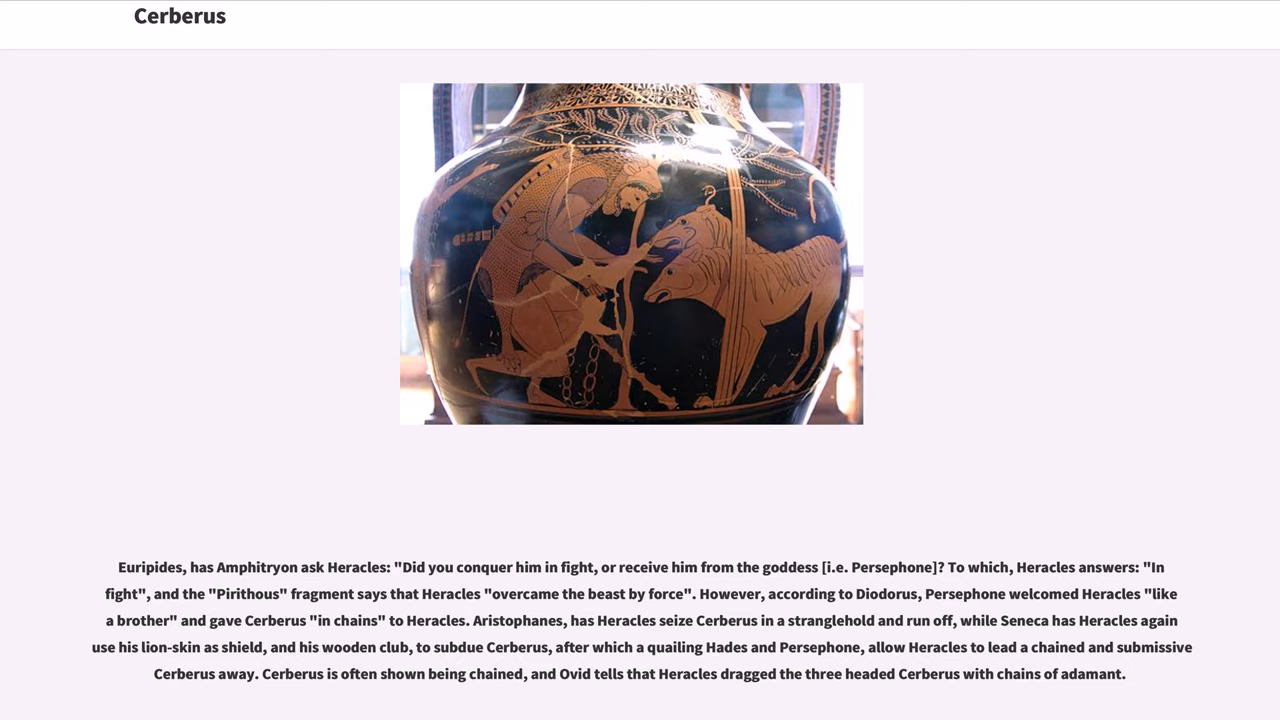 Cerberus
Euripides, has Amphitryon ask Heracles: "Did you conquer him in fight, or receive him from the goddess [i.e. Persephone]? To which, Heracles answers: "In
fight", and the "Pirithous" fragment says that Heracles "overcame the beast by force". However, according to Diodorus, Persephone welcomed Heracles "like
a brother" and gave Cerberus "in chains" to Heracles. Aristophanes, has Heracles seize Cerberus in a stranglehold and run off, while Seneca has Heracles again
use his lion-skin as shield, and his wooden club, to subdue Cerberus, after which a quailing Hades and Persephone, allow Heracles to lead a chained and submissive
Cerberus away. Cerberus is often shown being chained, and Ovid tells that Heracles dragged the three headed Cerberus with chains of adamant.